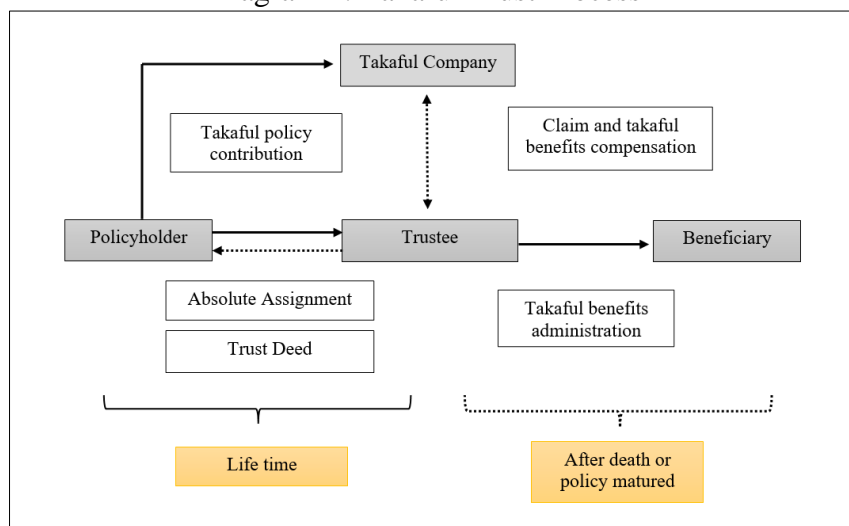 Takaful Company
Takaful policy
contribution
Claim and takaful
benefits compensation
Policyholder
Trustee
Beneficiary
Absolute Assignment
Takaful benefits
administration
Trust Deed
Life time
After death or
policy matured